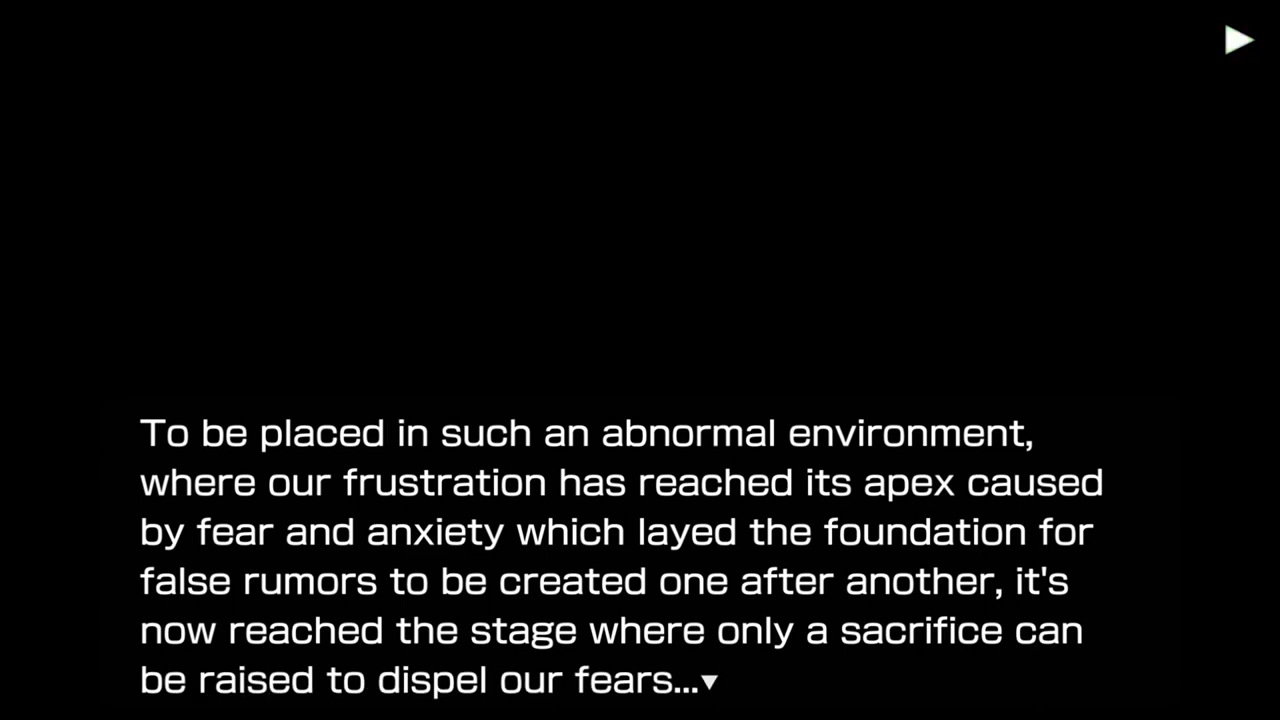 To be placed in such an abnormal environment,
where our frustration has reached its apex caused
by fear and anxiety which layed the foundation for
false rumors to be created one after another, it's
now reached the stage where only a sacrifice can
be raised to dispel our fears...